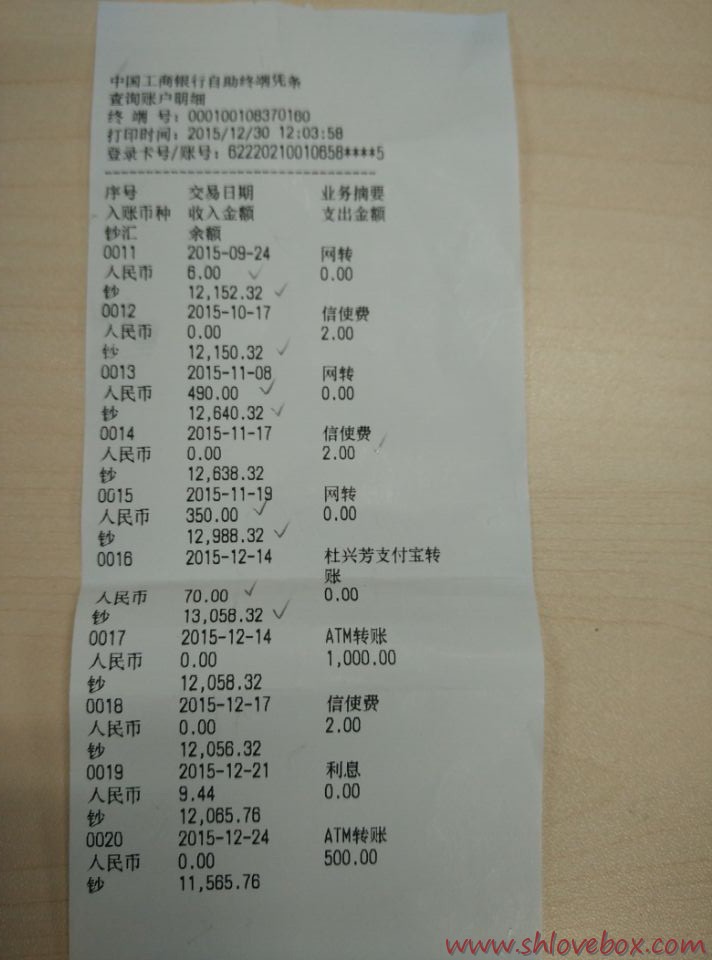 中国工商银行自助终端凭条
查询账户明细
终 端 号：000100108370160
打印时间：2015/12/30 12:03:58
登录卡号/账号：62220210010658****5
--------------------------------
序号 交易日期 业务摘要
入账币种 收入金额 支出金额
钞汇 余额
0011 2015-09-24 网转
人民币 6.00 0.00
钞 12,152.32
0012 2015-10-17 信使费
人民币 0.00 2.00
钞 12,150.32
0013 2015-11-08 网转
人民币 490.00 0.00
钞 12,640.32
0014 2015-11-17 信使费
人民币 0.00 2.00
钞 12,638.32
0015 2015-11-19 网转
人民币 350.00 0.00
钞 12,988.32
0016 2015-12-14 杜兴芳支付宝转
账
人民币 70.00 0.00
钞 13,058.32
0017 2015-12-14 ATM转账
人民币 0.00 1,000.00
钞 12,058.32
0018 2015-12-17 信使费
人民币 0.00 2.00
钞 12,056.32
0019 2015-12-21 利息
人民币 9.44 0.00
钞 12,065.76
0020 2015-12-24 ATM转账
人民币 0.00 500.00
钞 11,565.76
www.shlovebox.com